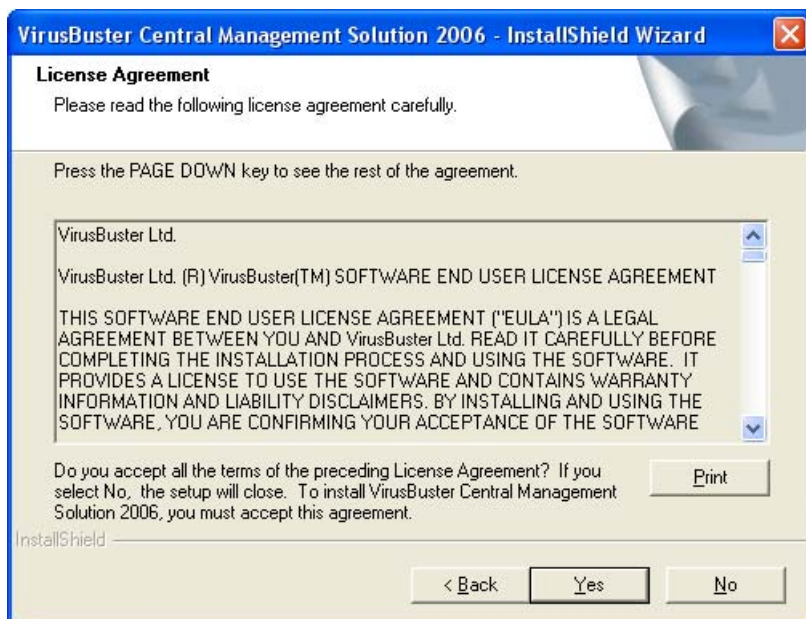 VirusBuster Central Management Solution 2006 - InstallShield Wizard
License Agreement
Please read the following license agreement carefully.
Press the PAGE DOWN key to see the rest of the agreement.
VirusBuster Ltd.
VirusBuster Ltd. (R) VirusBuster(TM) SOFTWARE END USER LICENSE AGREEMENT
THIS SOFTWARE END USER LICENSE AGREEMENT ("EULA") IS A LEGAL
AGREEMENT BETWEEN YOU AND VirusBuster Ltd. READ IT CAREFULLY BEFORE
COMPLETING THE INSTALLATION PROCESS AND USING THE SOFTWARE.  IT
PROVIDES A LICENSE TO USE THE SOFTWARE AND CONTAINS WARRANTY
INFORMATION AND LIABILITY DISCLAIMERS. BY INSTALLING AND USING THE
SOFTWARE, YOU ARE CONFIRMING YOUR ACCEPTANCE OF THE SOFTWARE
Do you accept all the terms of the preceding License Agreement?  If you
select No,  the setup will close.  To install VirusBuster Central Management
Solution 2006, you must accept this agreement.
Print
InstallShield
< Back
Yes
No